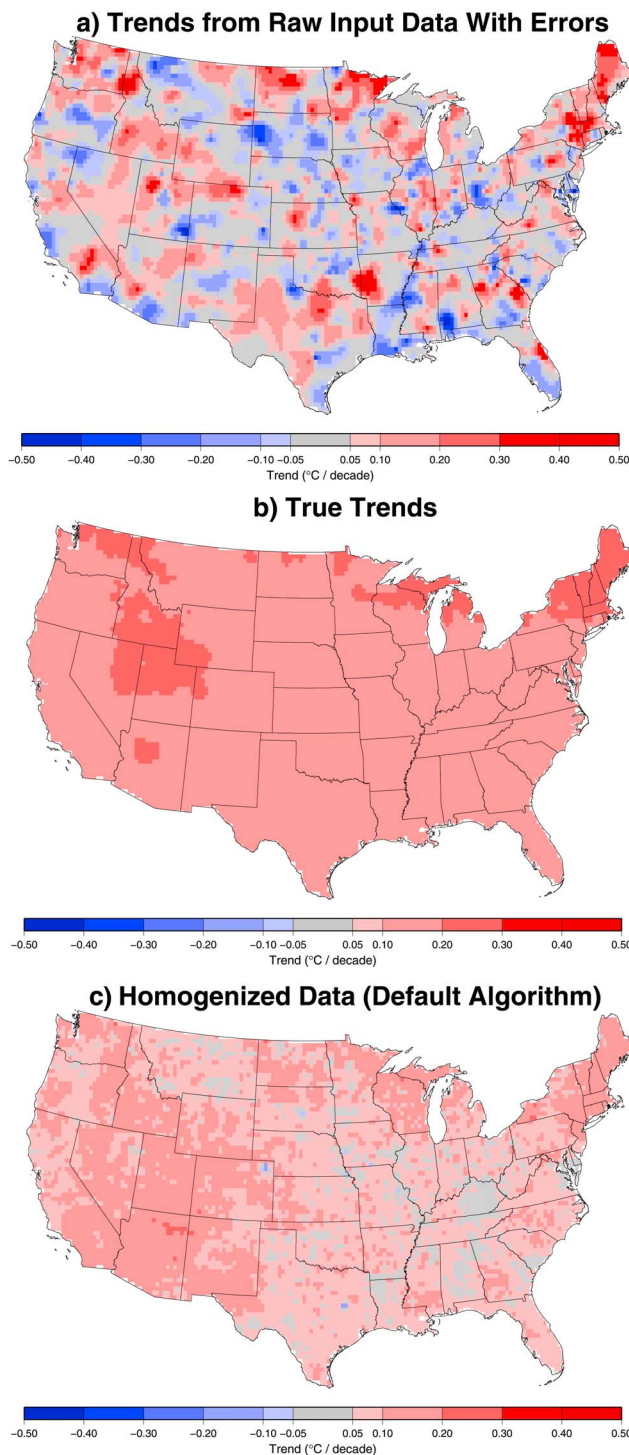 a) Trends from Raw Input Data With Errors
−0.50 −0.40 −0.30 −0.20 −0.10 −0.05 0.05 0.10 0.20 0.30 0.40 0.50
Trend (°C / decade)
b) True Trends
−0.50 −0.40 −0.30 −0.20 −0.10 −0.05 0.05 0.10 0.20 0.30 0.40 0.50
Trend (°C / decade)
c) Homogenized Data (Default Algorithm)
−0.50 −0.40 −0.30 −0.20 −0.10 −0.05 0.05 0.10 0.20 0.30 0.40 0.50
Trend (°C / decade)